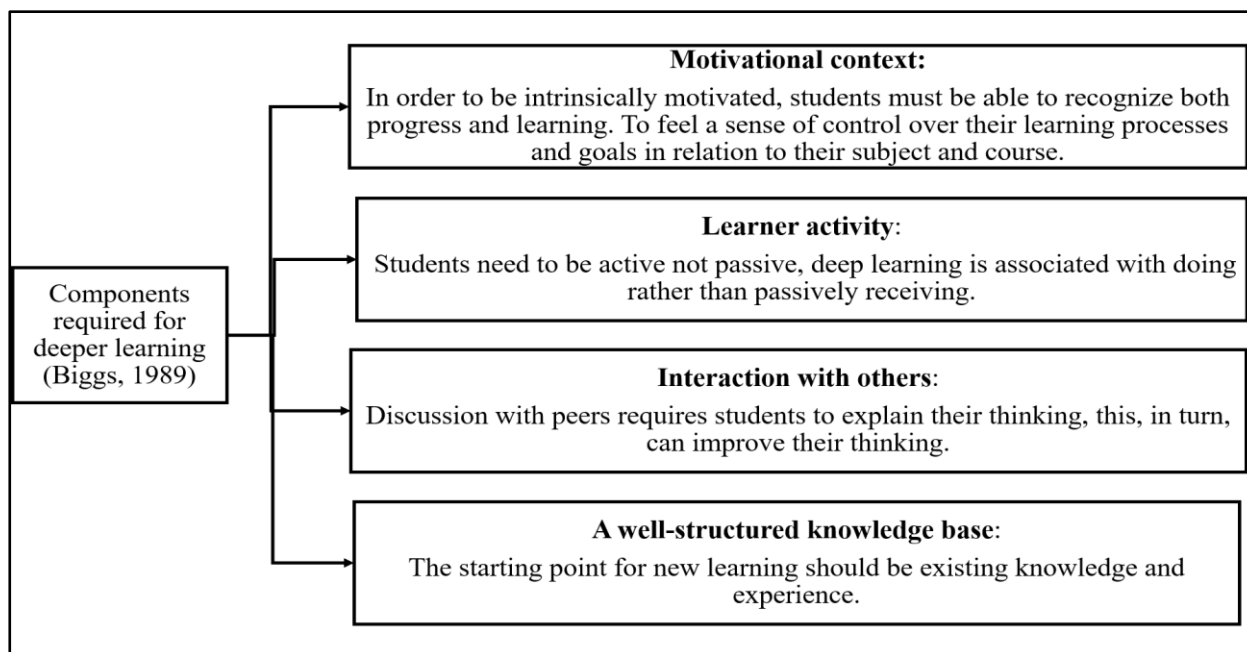 Components
required for
deeper learning
(Biggs, 1989)
Motivational context:
In order to be intrinsically motivated, students must be able to recognize both
progress and learning. To feel a sense of control over their learning processes
and goals in relation to their subject and course.
Learner activity:
Students need to be active not passive, deep learning is associated with doing
rather than passively receiving.
Interaction with others:
Discussion with peers requires students to explain their thinking, this, in turn,
can improve their thinking.
A well-structured knowledge base:
The starting point for new learning should be existing knowledge and
experience.